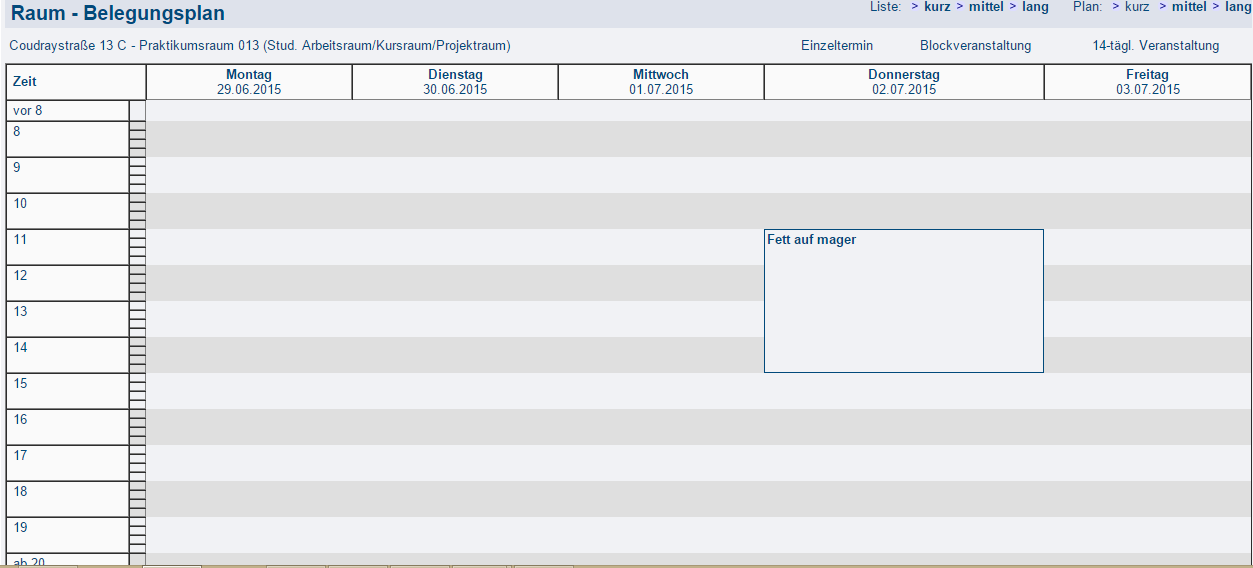 Raum - Belegungsplan
Liste: > kurz > mittel > lang Plan: > kurz > mittel > lang
Coudraystraße 13 C - Praktikumsraum 013 (Stud. Arbeitsraum/Kursraum/Projektraum) Einzeltermin Blockveranstaltung 14-tägl. Veranstaltung
Zeit Montag Dienstag Mittwoch Donnerstag Freitag
29.06.2015 30.06.2015 01.07.2015 02.07.2015 03.07.2015
vor 8
8
9
10
11 Fett auf mager
12
13
14
15
16
17
18
19
ab 20